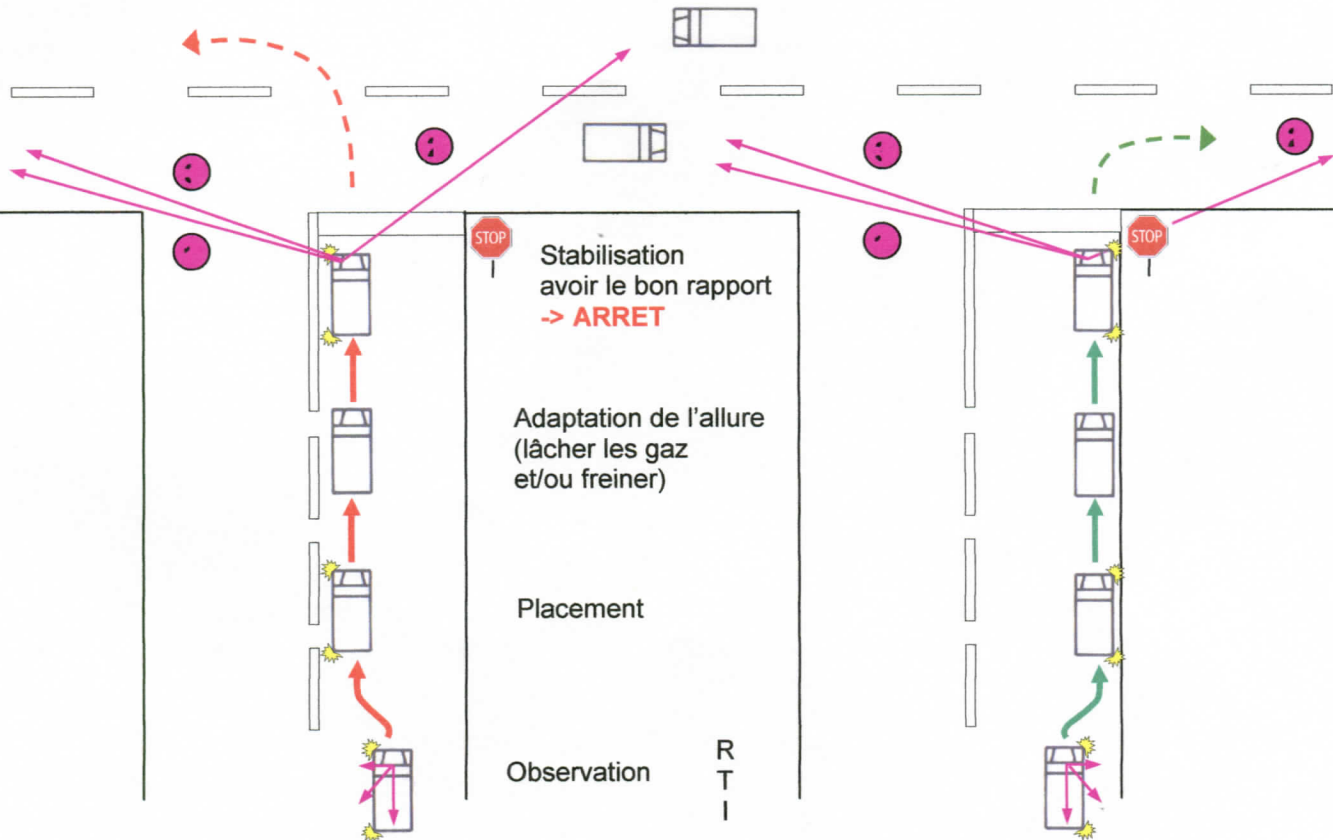 STOP
STOP
Stabilisation
avoir le bon rapport
-> ARRET
Adaptation de l'allure
(lâcher les gaz
et/ou freiner)
Placement
Observation
R
T
I